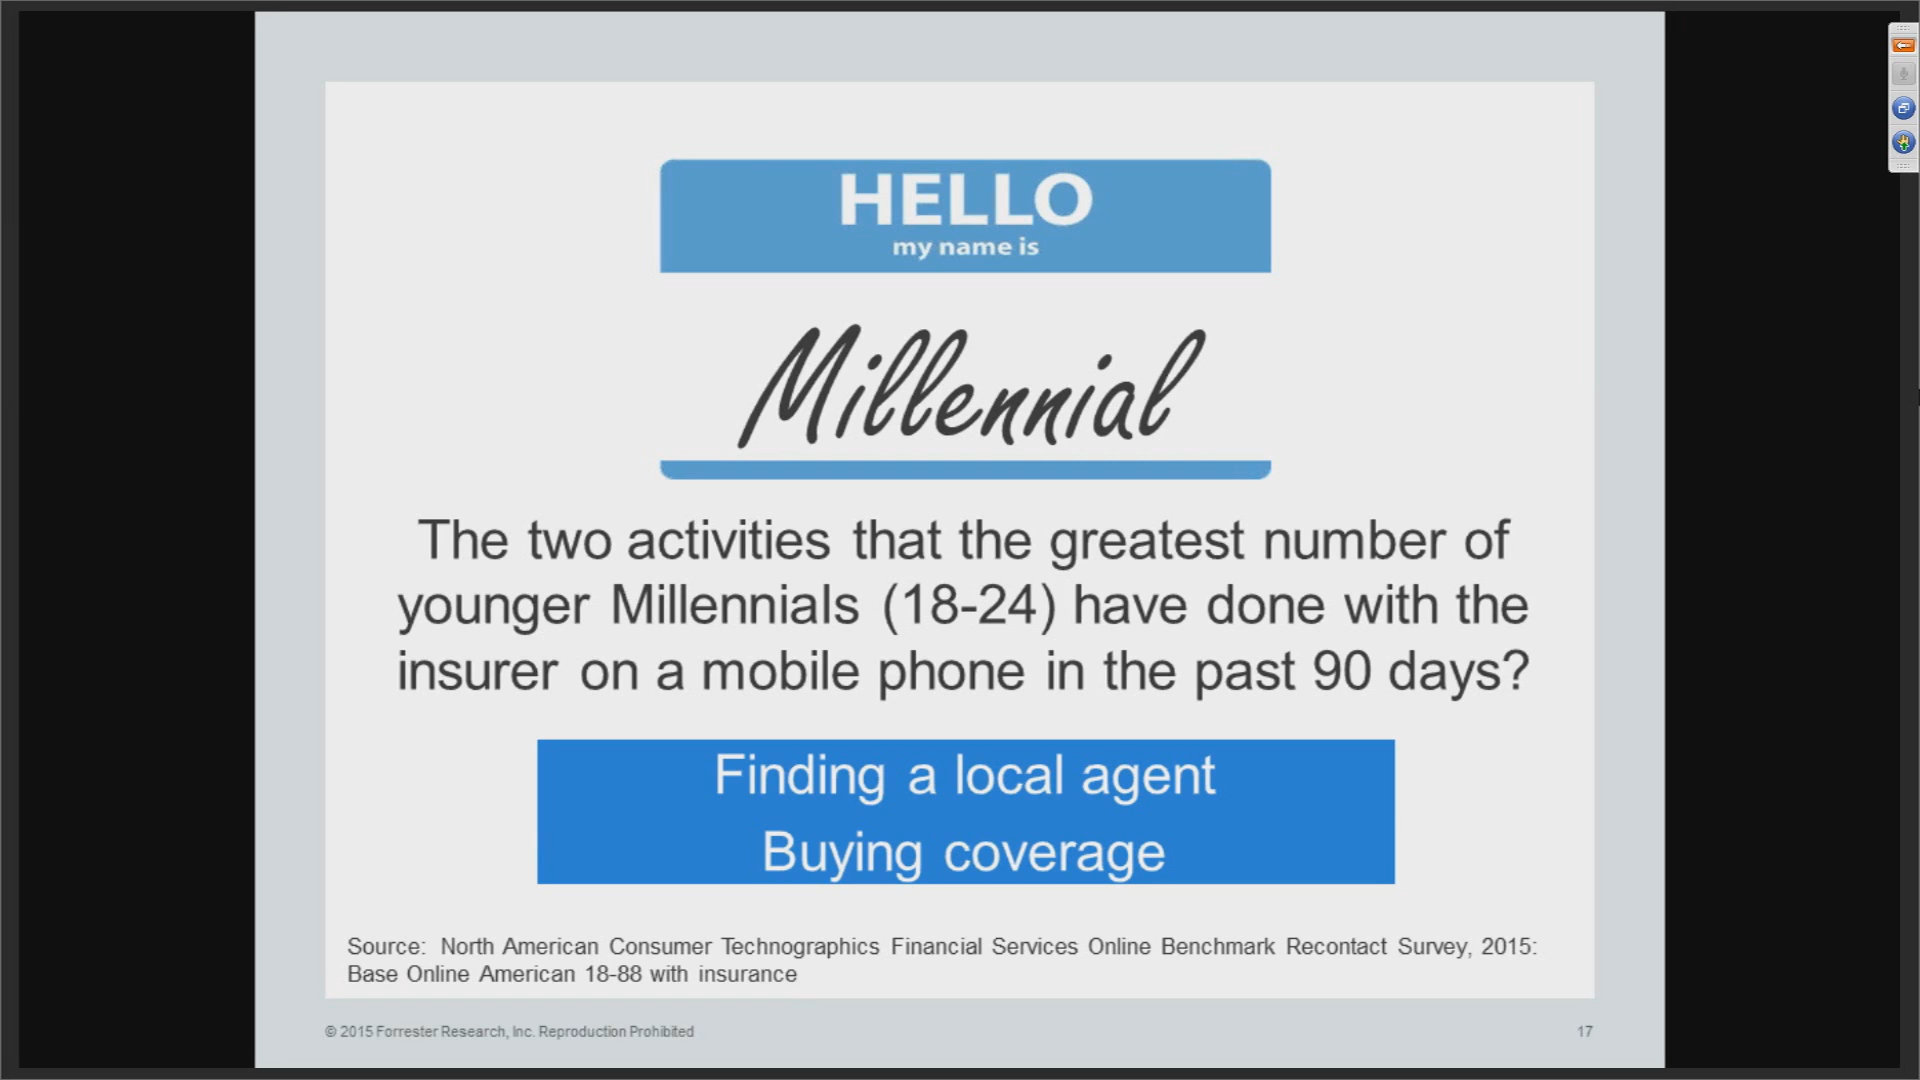 HELLO
my name is
Millennial
The two activities that the greatest number of
younger Millennials (18-24) have done with the
insurer on a mobile phone in the past 90 days?
Finding a local agent
Buying coverage
Source: North American Consumer Technographics Financial Services Online Benchmark Recontact Survey, 2015:
Base Online American 18-88 with insurance
© 2015 Forrester Research, Inc. Reproduction Prohibited
17